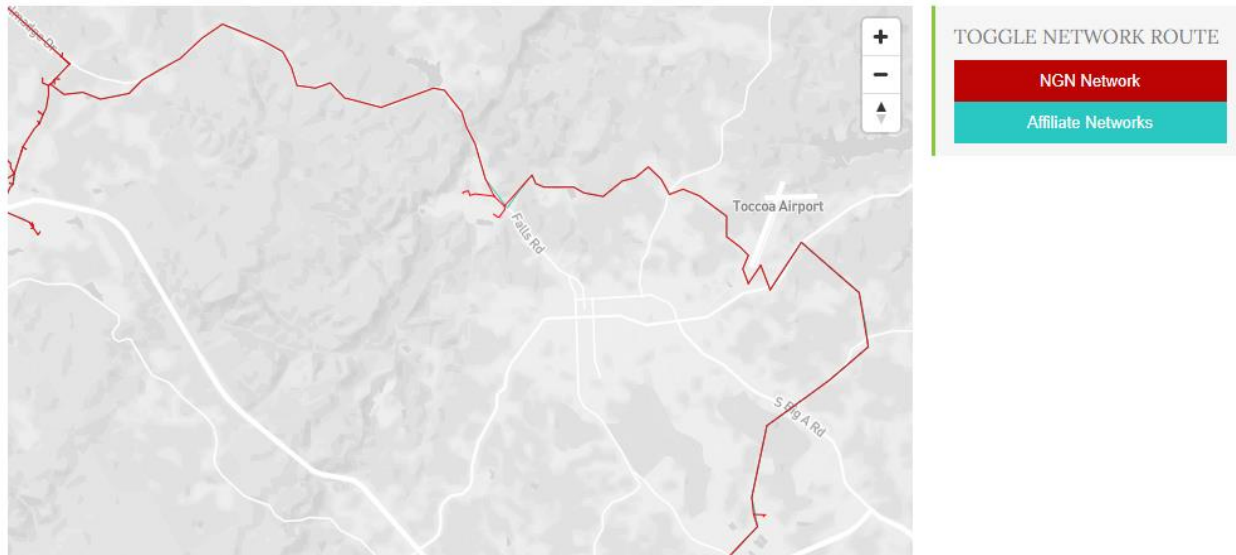 TOGGLE NETWORK ROUTE
NGN Network
Affiliate Networks
Toccoa Airport
Falls Rd
S Big A Rd